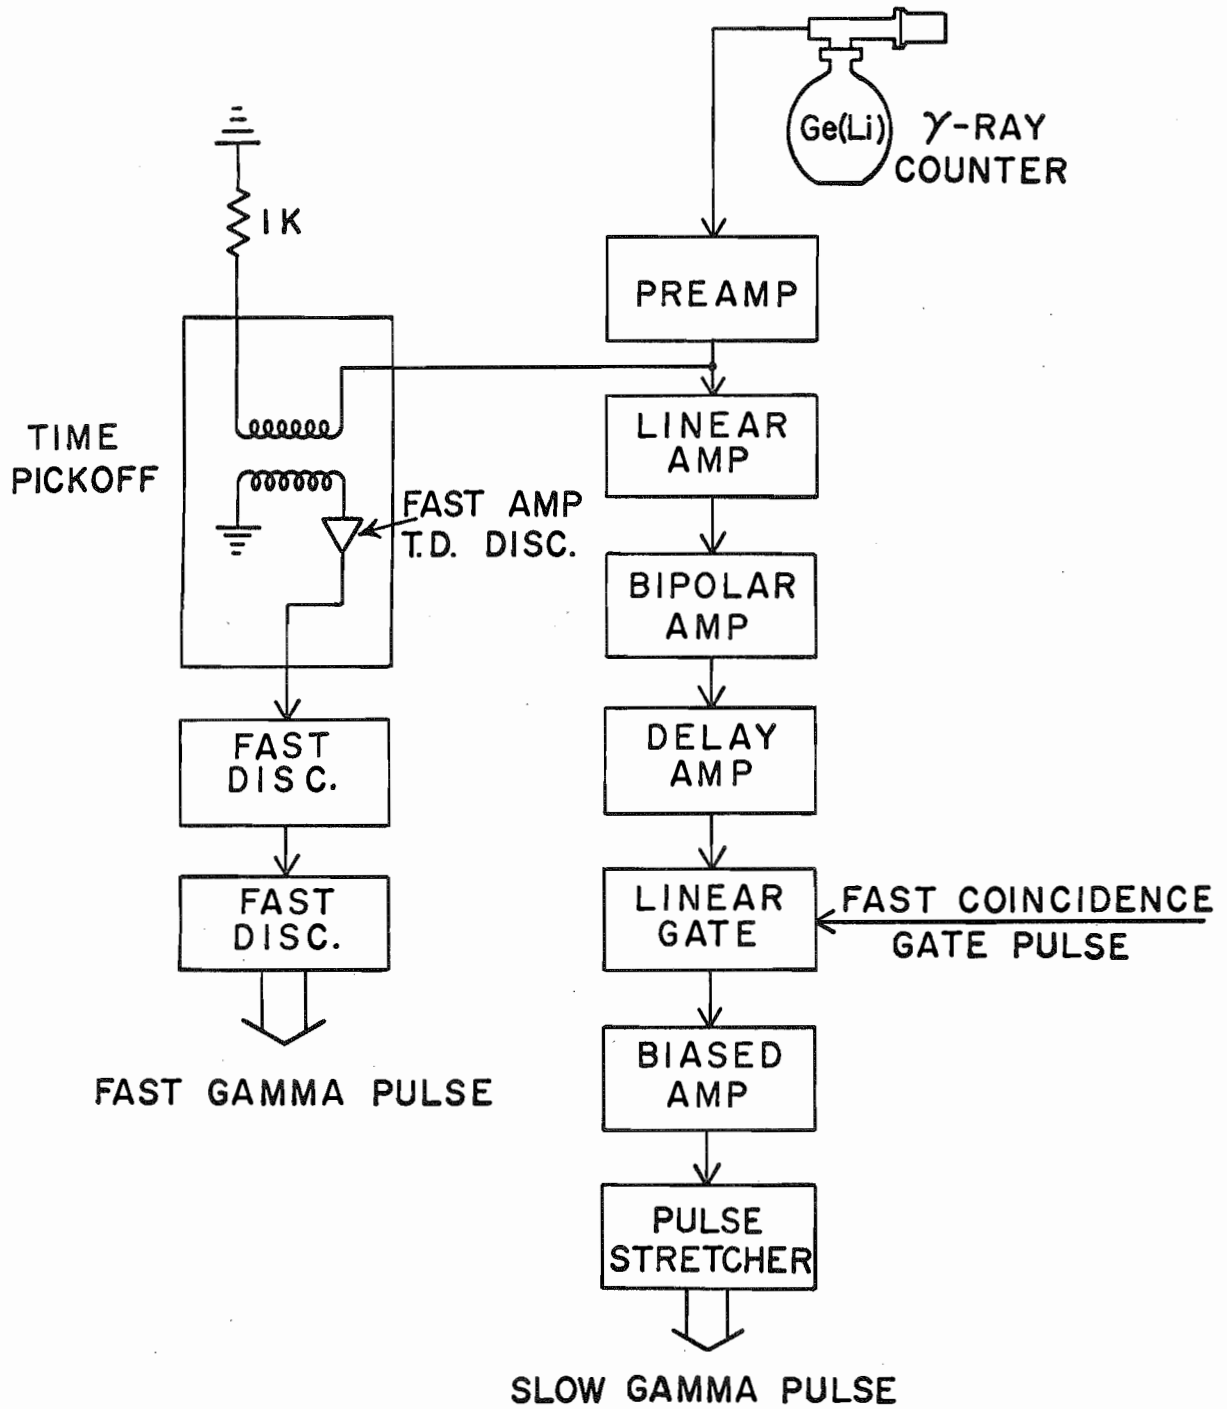 Ge(Li)
γ-RAY
COUNTER
1K
PREAMP
TIME
PICKOFF
LINEAR
AMP
FAST AMP
T.D. DISC.
BIPOLAR
AMP
FAST
DISC.
DELAY
AMP
FAST
DISC.
LINEAR
GATE
FAST COINCIDENCE
GATE PULSE
BIASED
AMP
FAST GAMMA PULSE
PULSE
STRETCHER
SLOW GAMMA PULSE